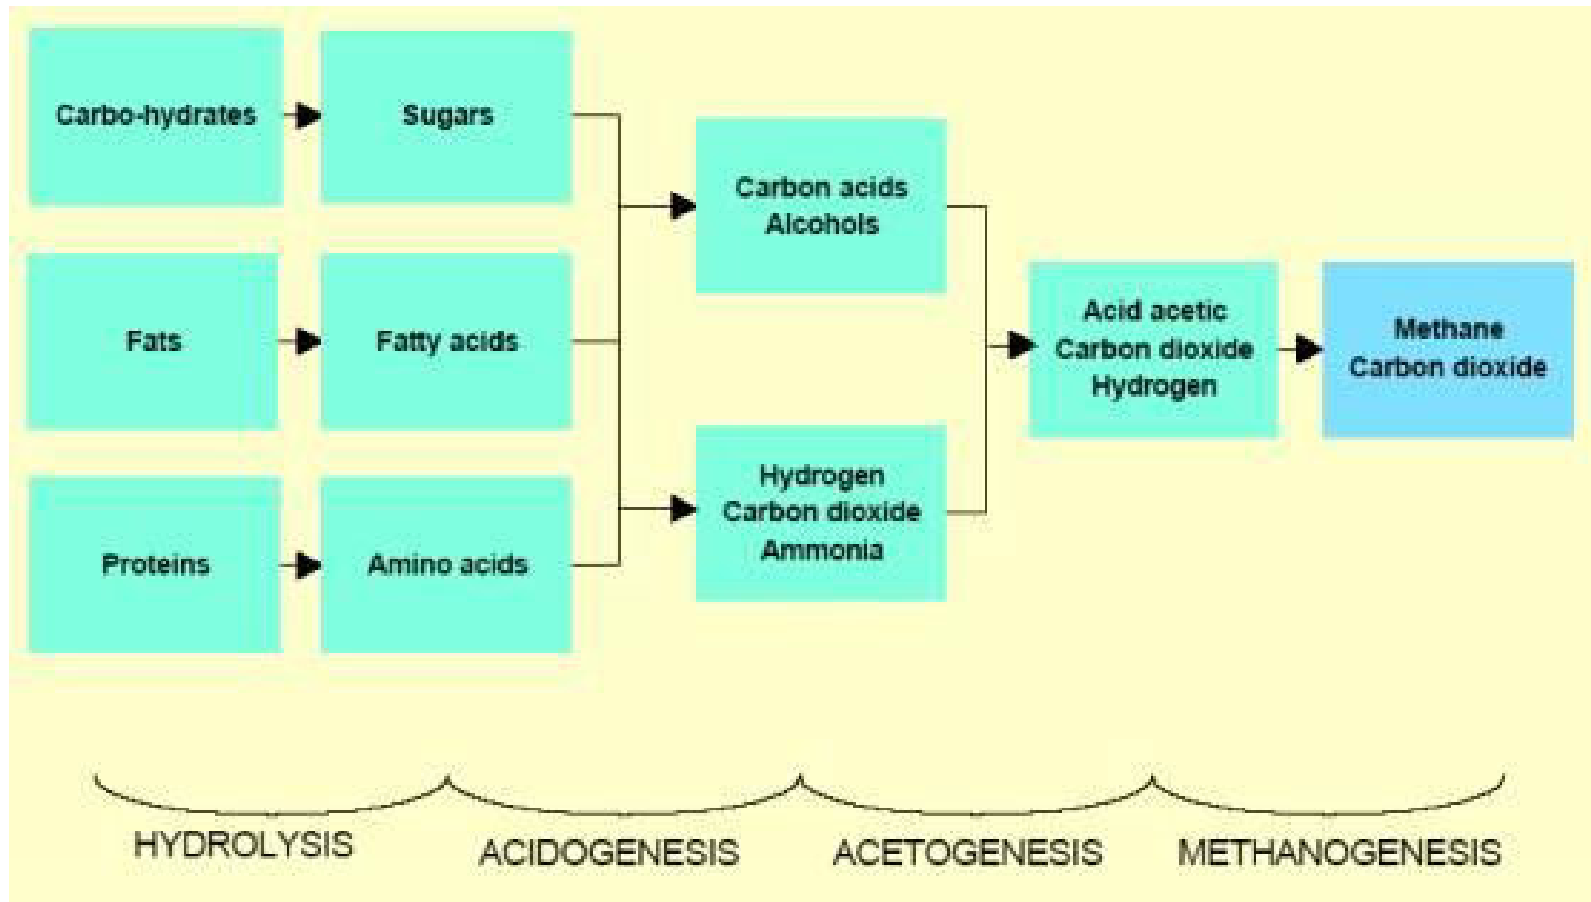 Carbo-hydrates
Sugars
Fats
Fatty acids
Proteins
Amino acids
Carbon acids
Alcohols
Hydrogen
Carbon dioxide
Ammonia
Acid acetic
Carbon dioxide
Hydrogen
Methane
Carbon dioxide
HYDROLYSIS
ACIDOGENESIS
ACETOGENESIS
METHANOGENESIS